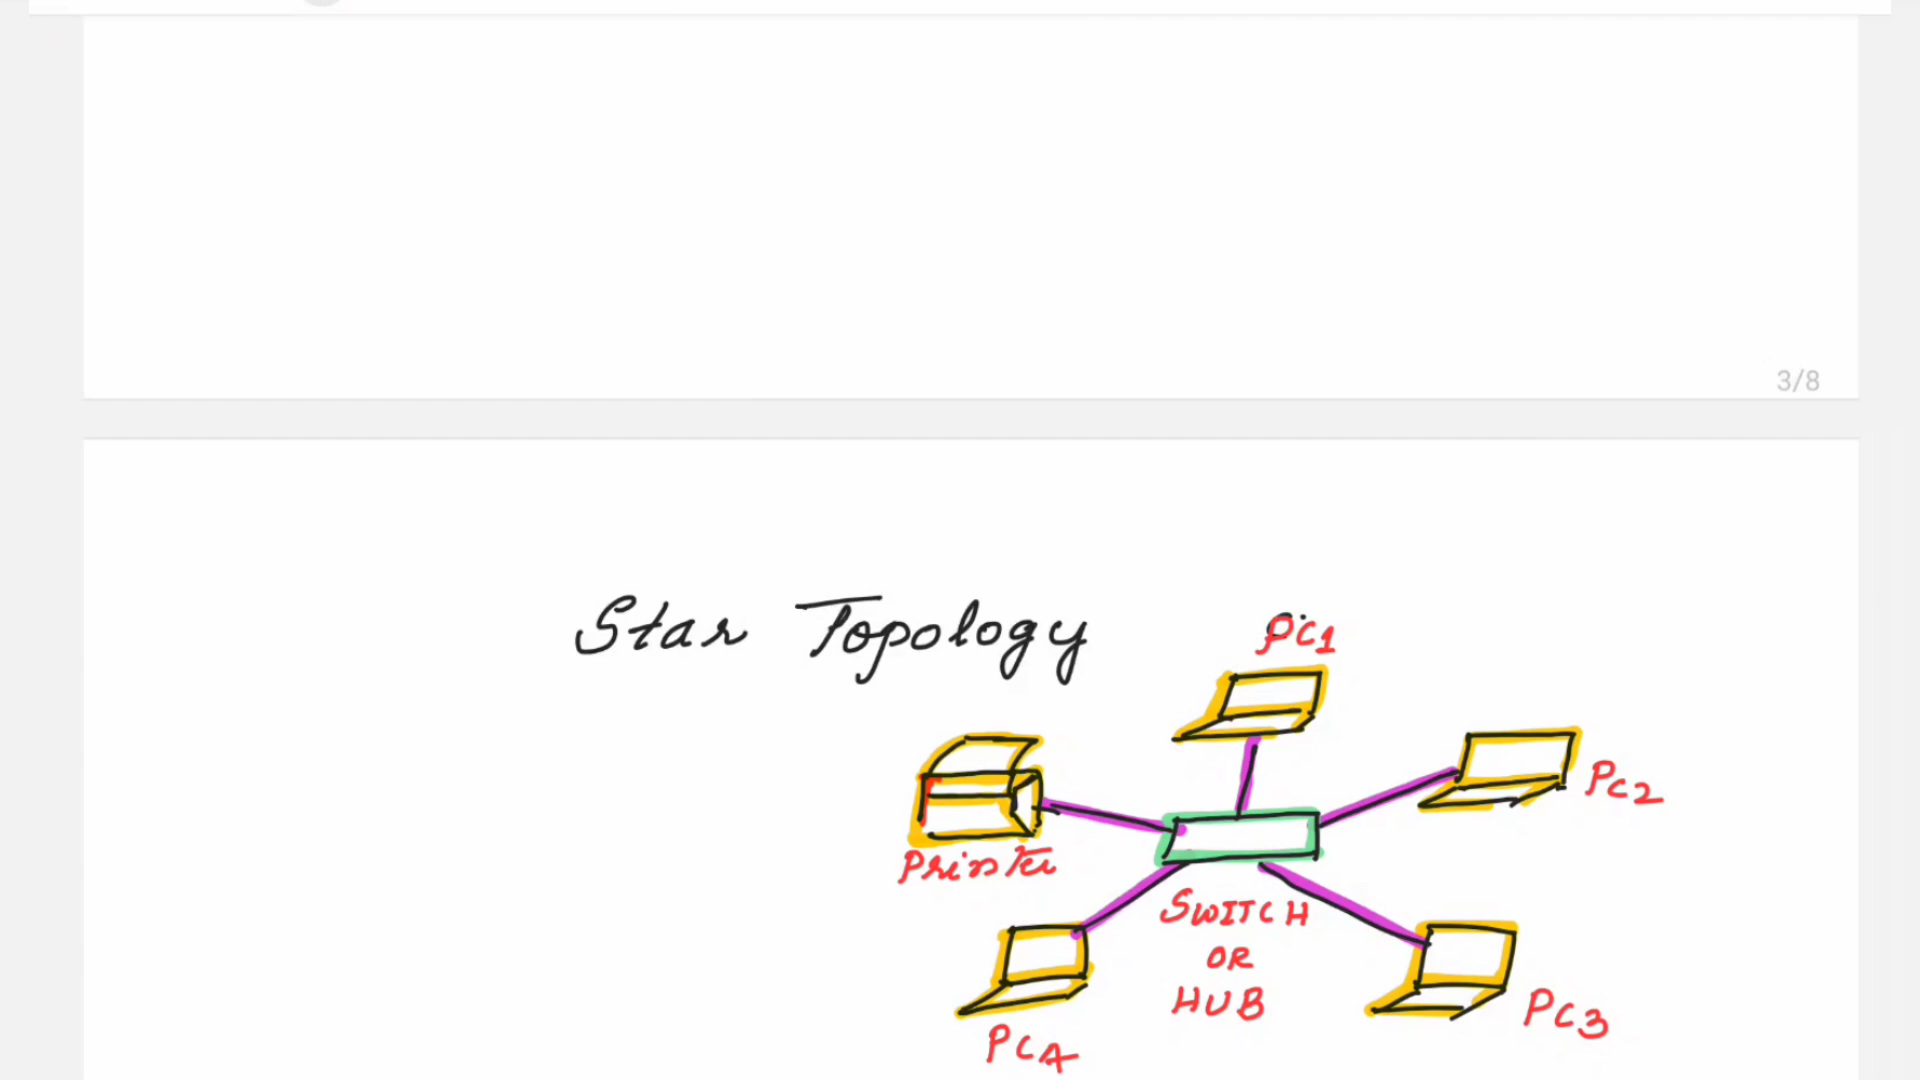 3/8
Star Topology
PC1
PC2
Printer
SWITCH
OR
HUB
PC3
PC4